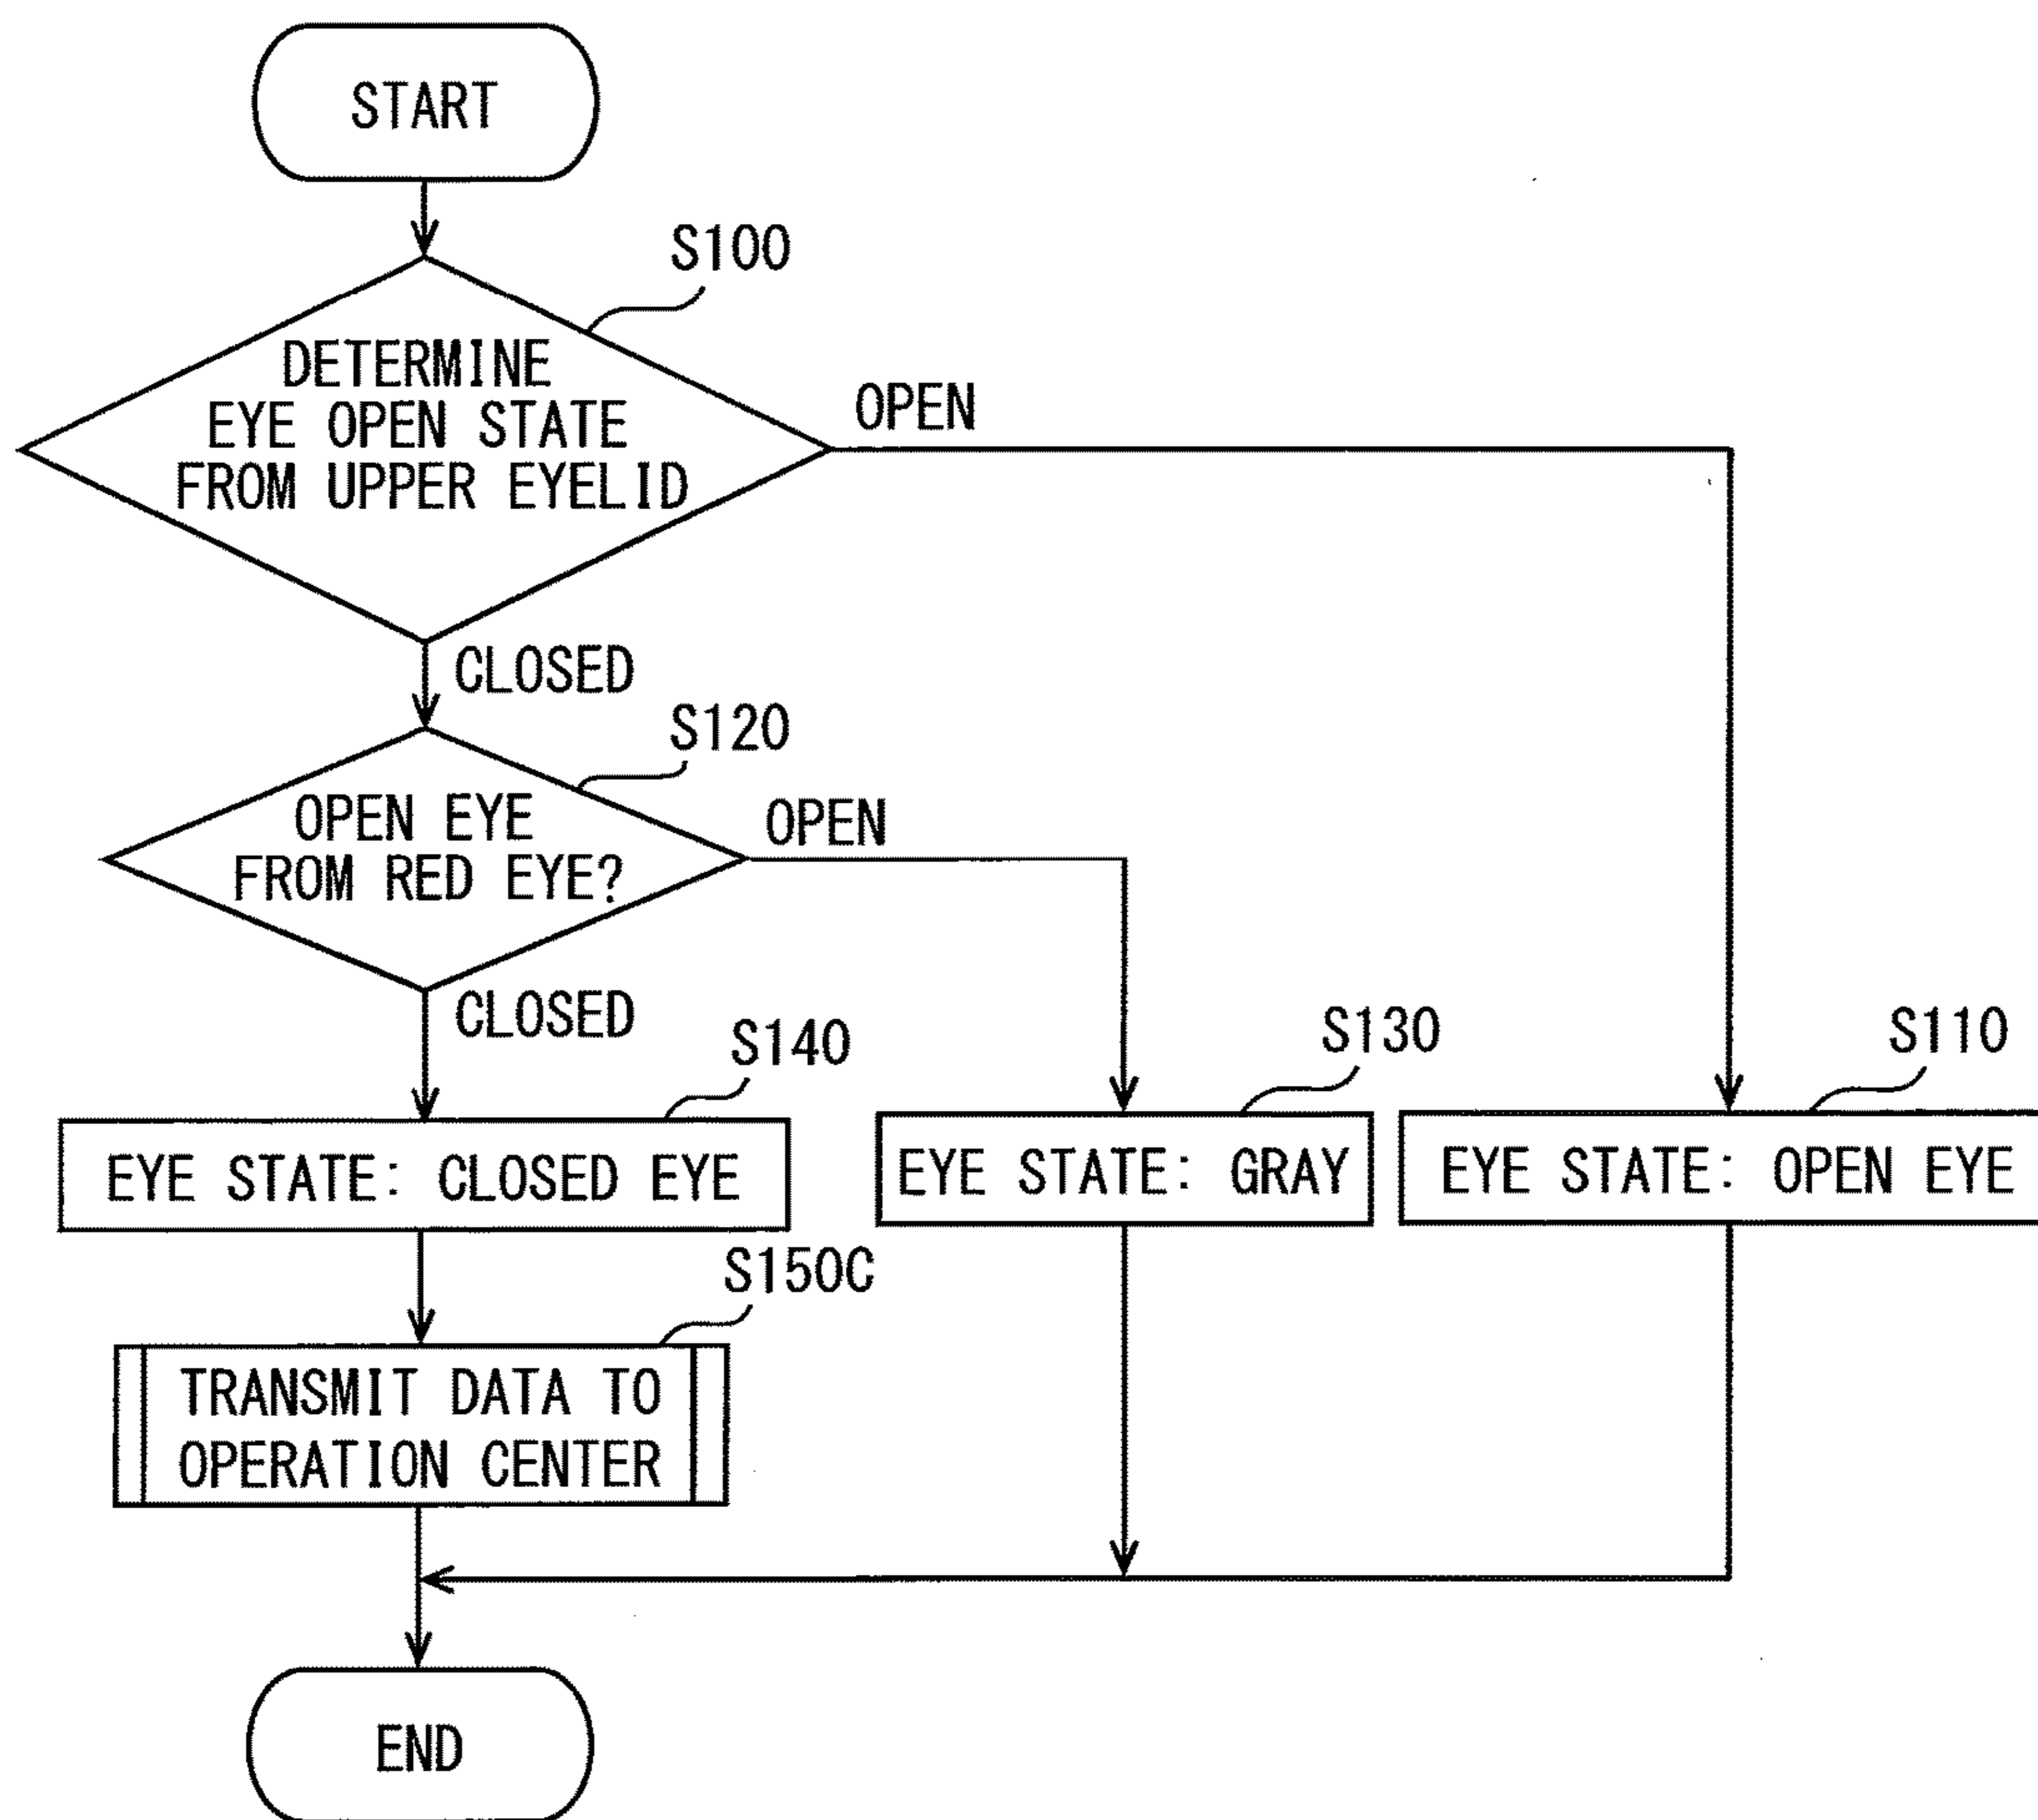 START
S100
DETERMINE
EYE OPEN STATE
FROM UPPER EYELID
OPEN
CLOSED
S120
OPEN EYE
FROM RED EYE?
OPEN
CLOSED
S140
EYE STATE: CLOSED EYE
S130
EYE STATE: GRAY
S110
EYE STATE: OPEN EYE
S150C
TRANSMIT DATA TO
OPERATION CENTER
END